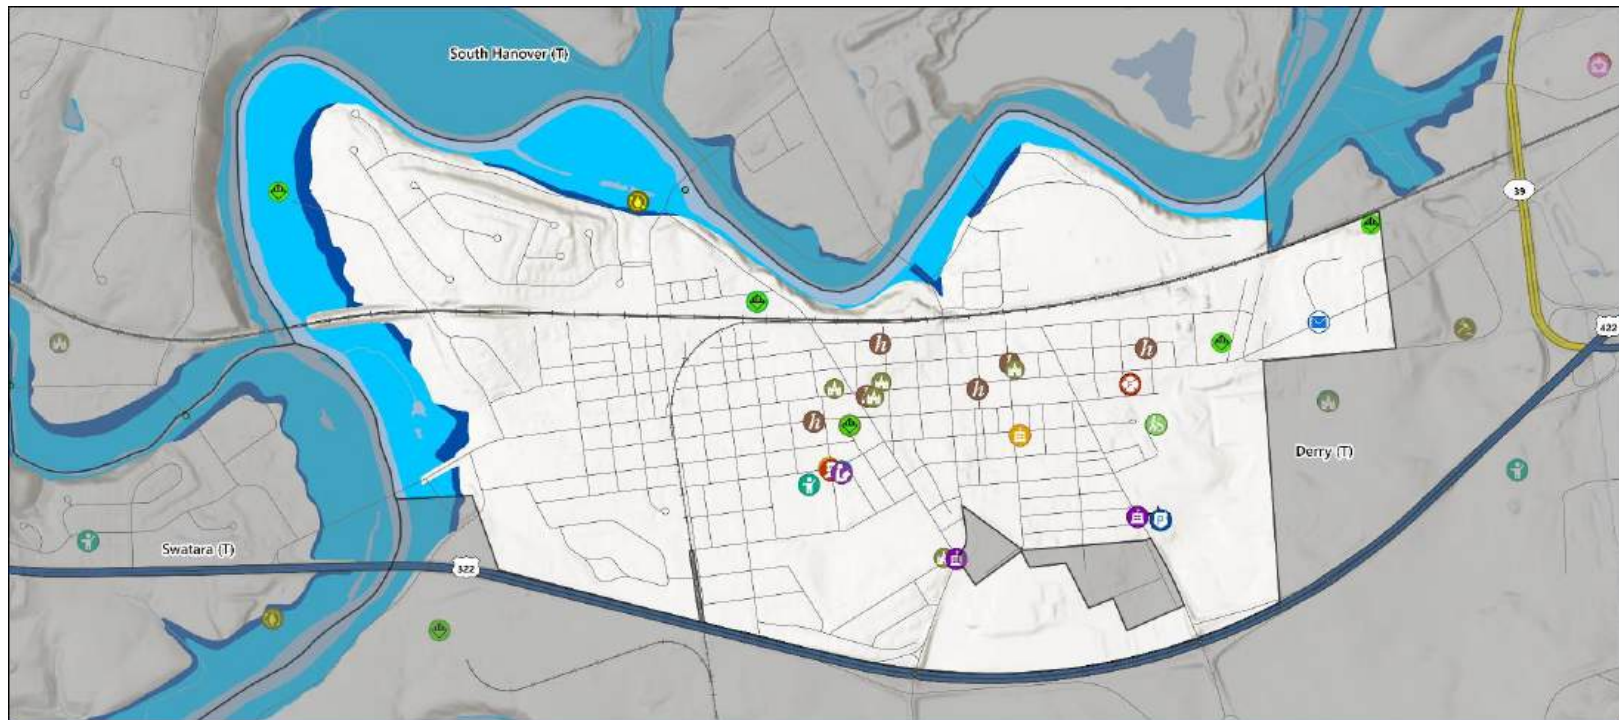 South Hanover (T)
39
422
h
h
h
h
h
P
Derry (T)
Swatara (T)
322